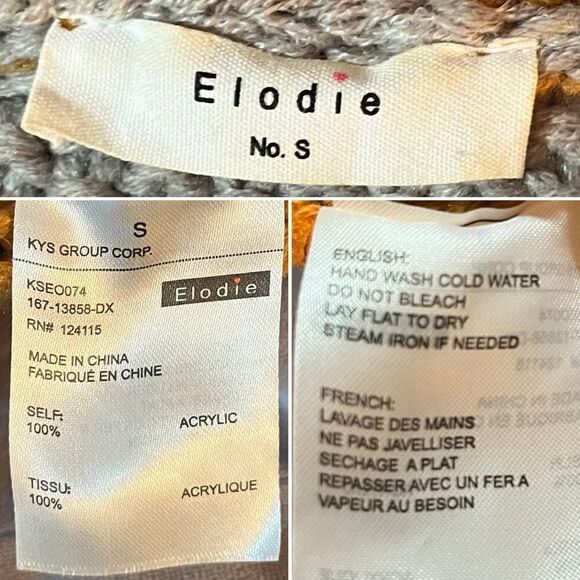 Elodie
No. S
S
KYS GROUP CORP.
KSEO074
167-13858-DX
RN# 124115
Elodie
MADE IN CHINA
FABRIQUÉ EN CHINE
SELF: ACRYLIC
100%
TISSU: ACRYLIQUE
100%
ENGLISH:
HAND WASH COLD WATER
DO NOT BLEACH
LAY FLAT TO DRY
STEAM IRON IF NEEDED
FRENCH:
LAVAGE DES MAINS
NE PAS JAVELLISER
SECHAGE A PLAT
REPASSER AVEC UN FER A
VAPEUR AU BESOIN